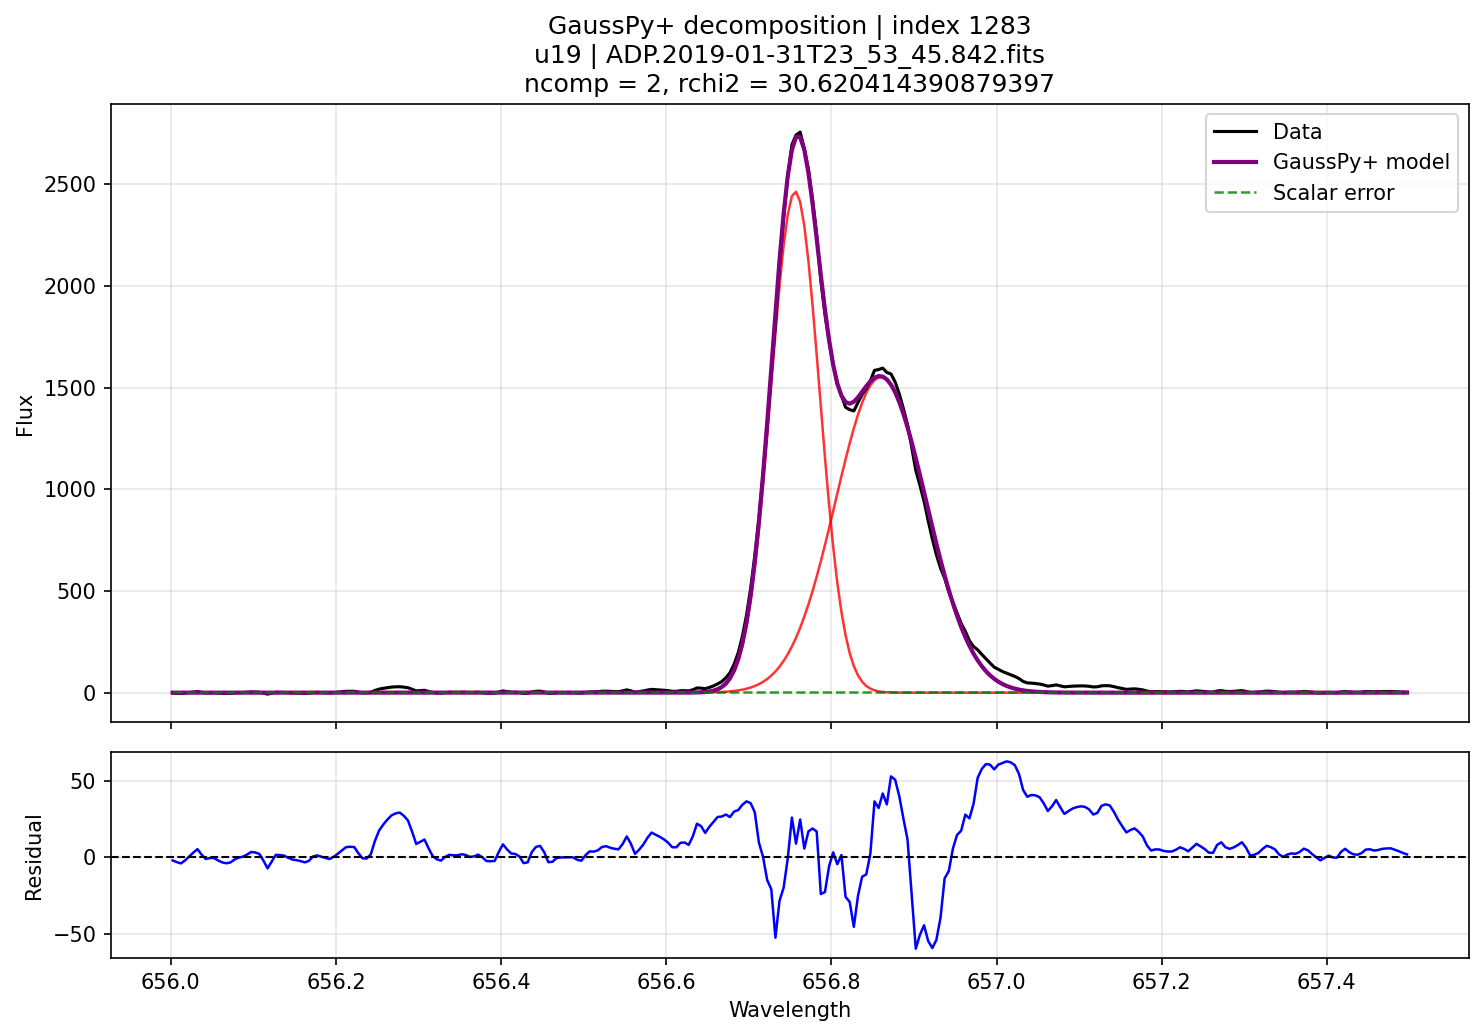 GaussPy+ decomposition | index 1283
u19 | ADP.2019-01-31T23_53_45.842.fits
ncomp = 2, rchi2 = 30.620414390879397
Data
GaussPy+ model
Scalar error
Flux
2500
2000
1500
1000
500
0
Residual
50
0
−50
656.0 656.2 656.4 656.6 656.8 657.0 657.2 657.4
Wavelength